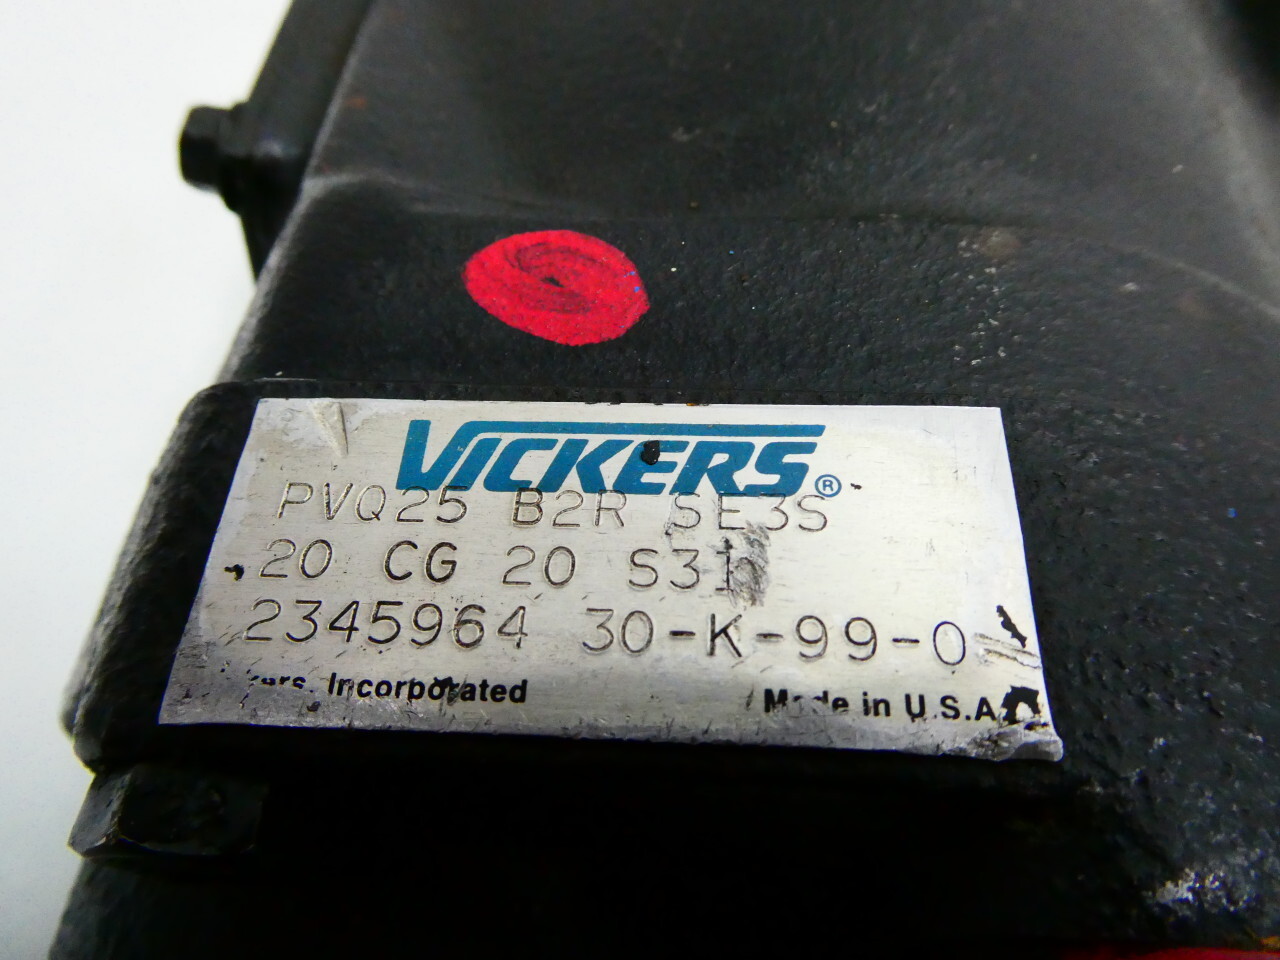 VICKERS®
PVQ25 B2R SE3S
20 CG 20 S31
2345964 30-K-99-0
Incorporated Made in U.S.A